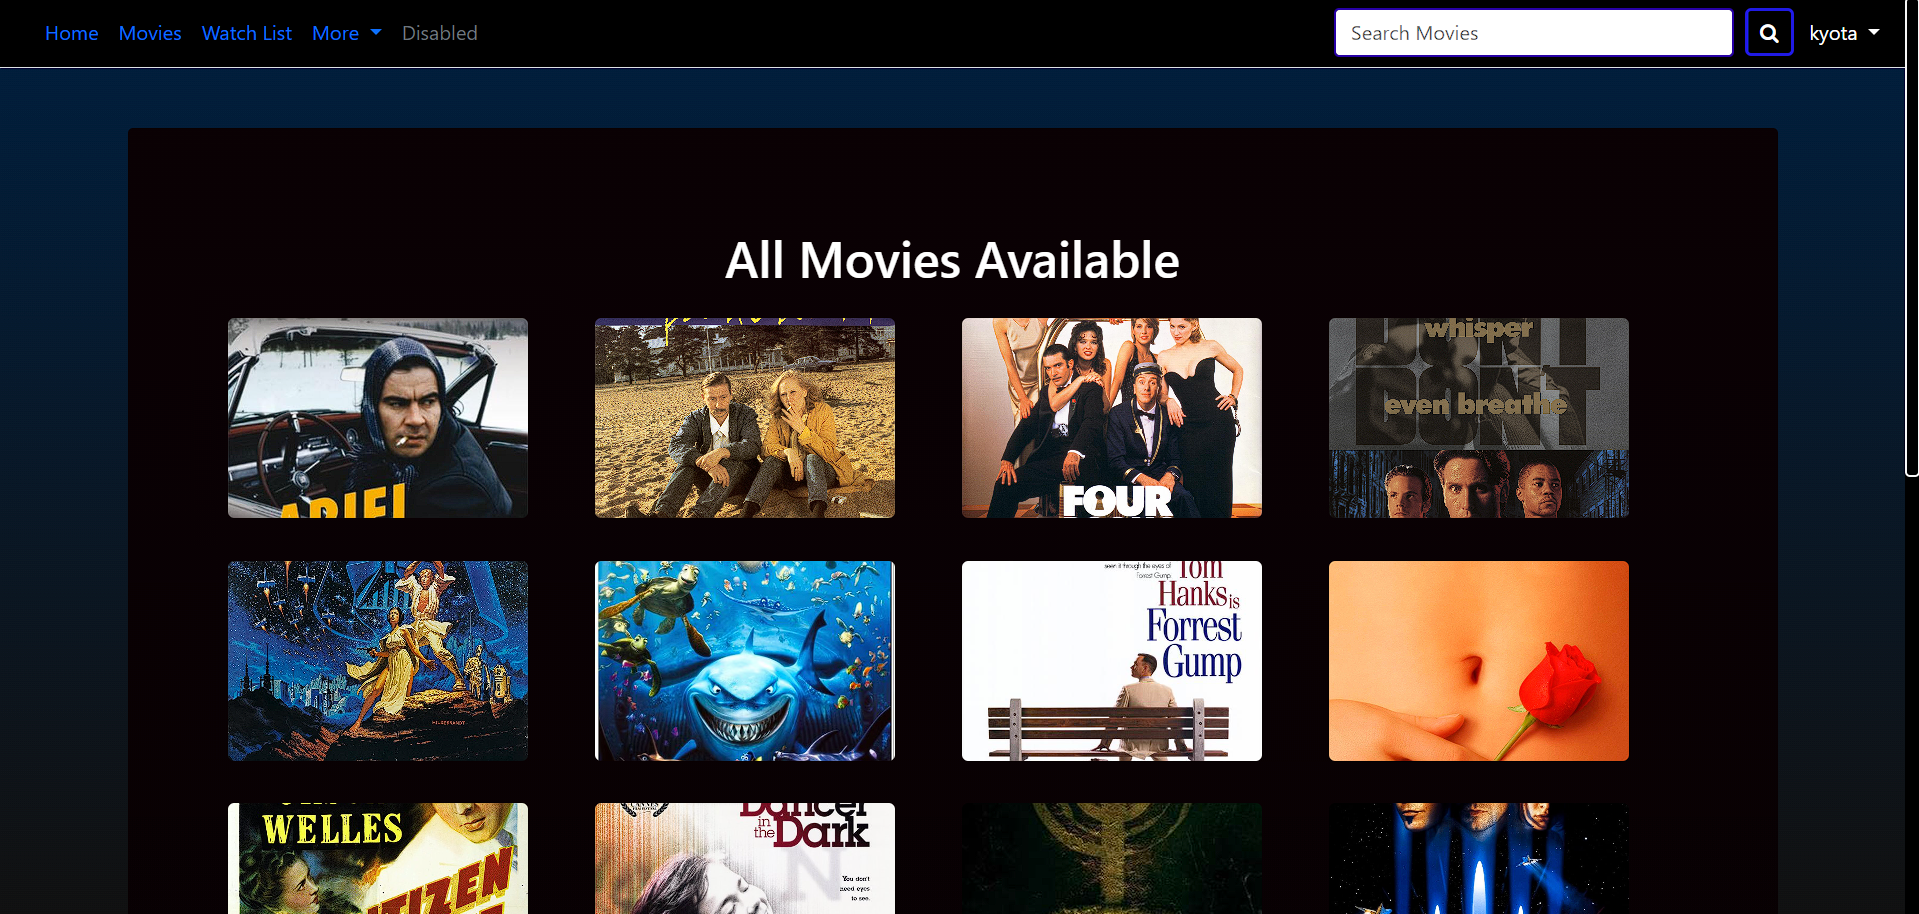 Home Movies Watch List More Disabled
Search Movies
kyota
All Movies Available
ARIEL
FOUR
whisper
DON'T
even breathe
HILDEBRANDT
seen it through the eyes of
Forrest Gump.
Tom
Hanks is
Forrest
Gump
WELLES
CITIZEN
Dancer
in
the Dark
You don't
need eyes
to see.